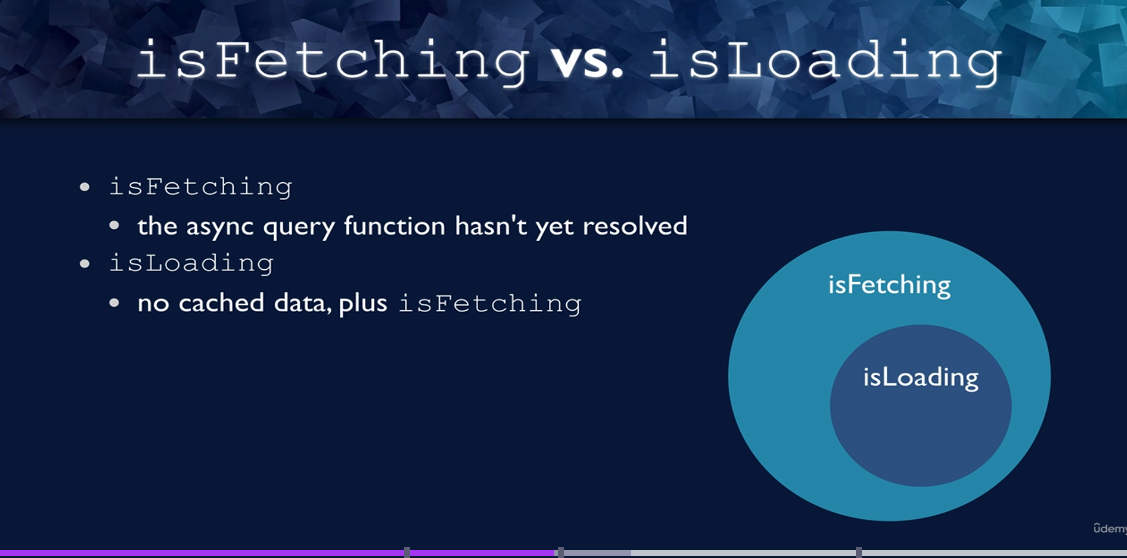 isFetching vs. isLoading
• isFetching
• the async query function hasn't yet resolved
• isLoading
• no cached data, plus isFetching
isFetching
isLoading
ûdemy